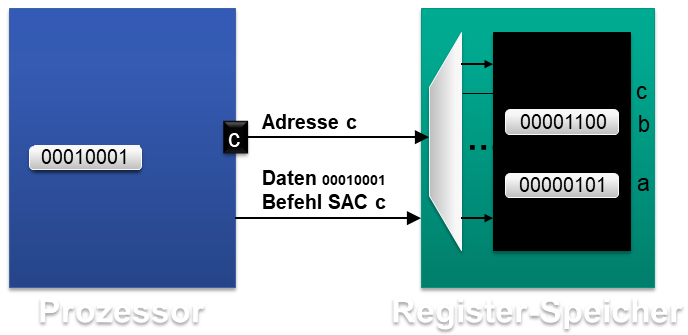 00010001
C
Adresse c
Daten 00010001
Befehl SAC c
...
c
00001100 b
00000101 a
Prozessor
Register-Speicher